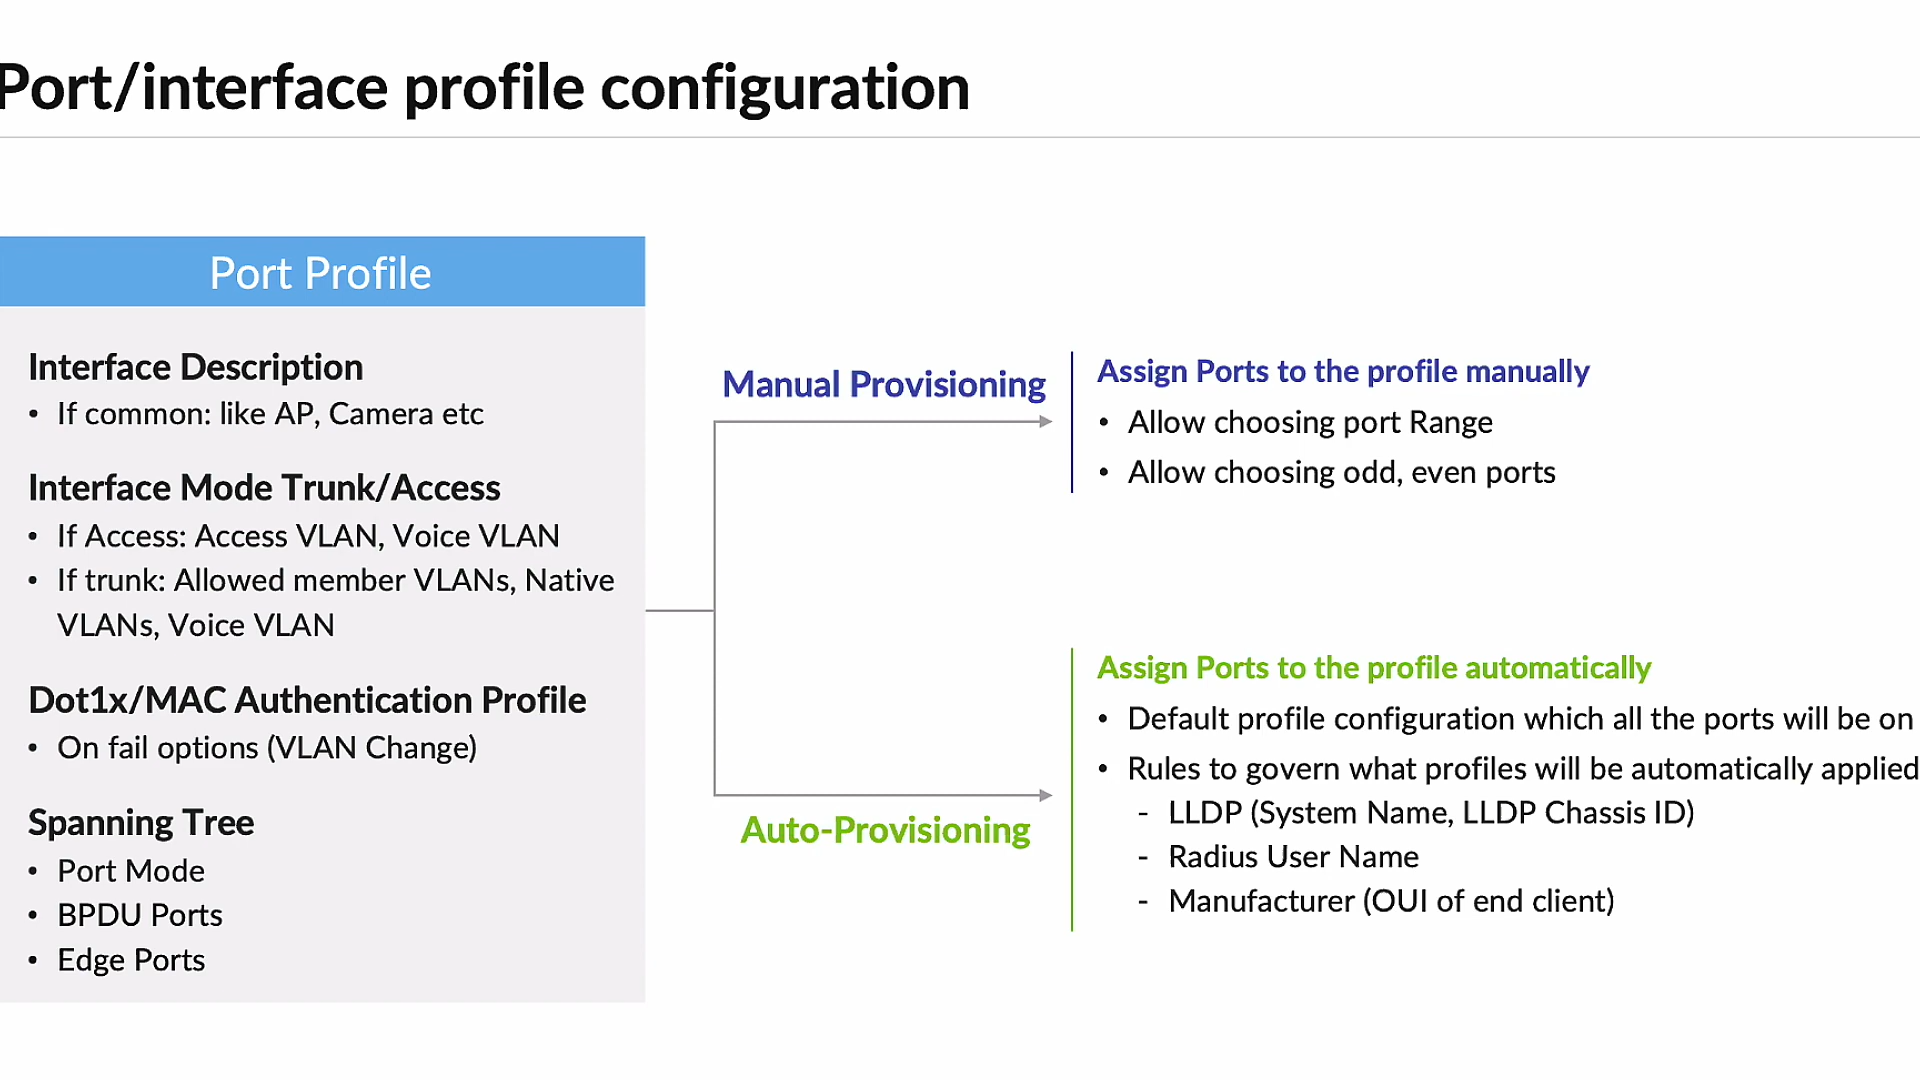 Port/interface profile configuration
Port Profile
Interface Description
• If common: like AP, Camera etc
Interface Mode Trunk/Access
• If Access: Access VLAN, Voice VLAN
• If trunk: Allowed member VLANs, Native
VLANs, Voice VLAN
Dot1x/MAC Authentication Profile
• On fail options (VLAN Change)
Spanning Tree
• Port Mode
• BPDU Ports
• Edge Ports
Manual Provisioning
Assign Ports to the profile manually
• Allow choosing port Range
• Allow choosing odd, even ports
Auto-Provisioning
Assign Ports to the profile automatically
• Default profile configuration which all the ports will be on
• Rules to govern what profiles will be automatically applied
- LLDP (System Name, LLDP Chassis ID)
- Radius User Name
- Manufacturer (OUI of end client)